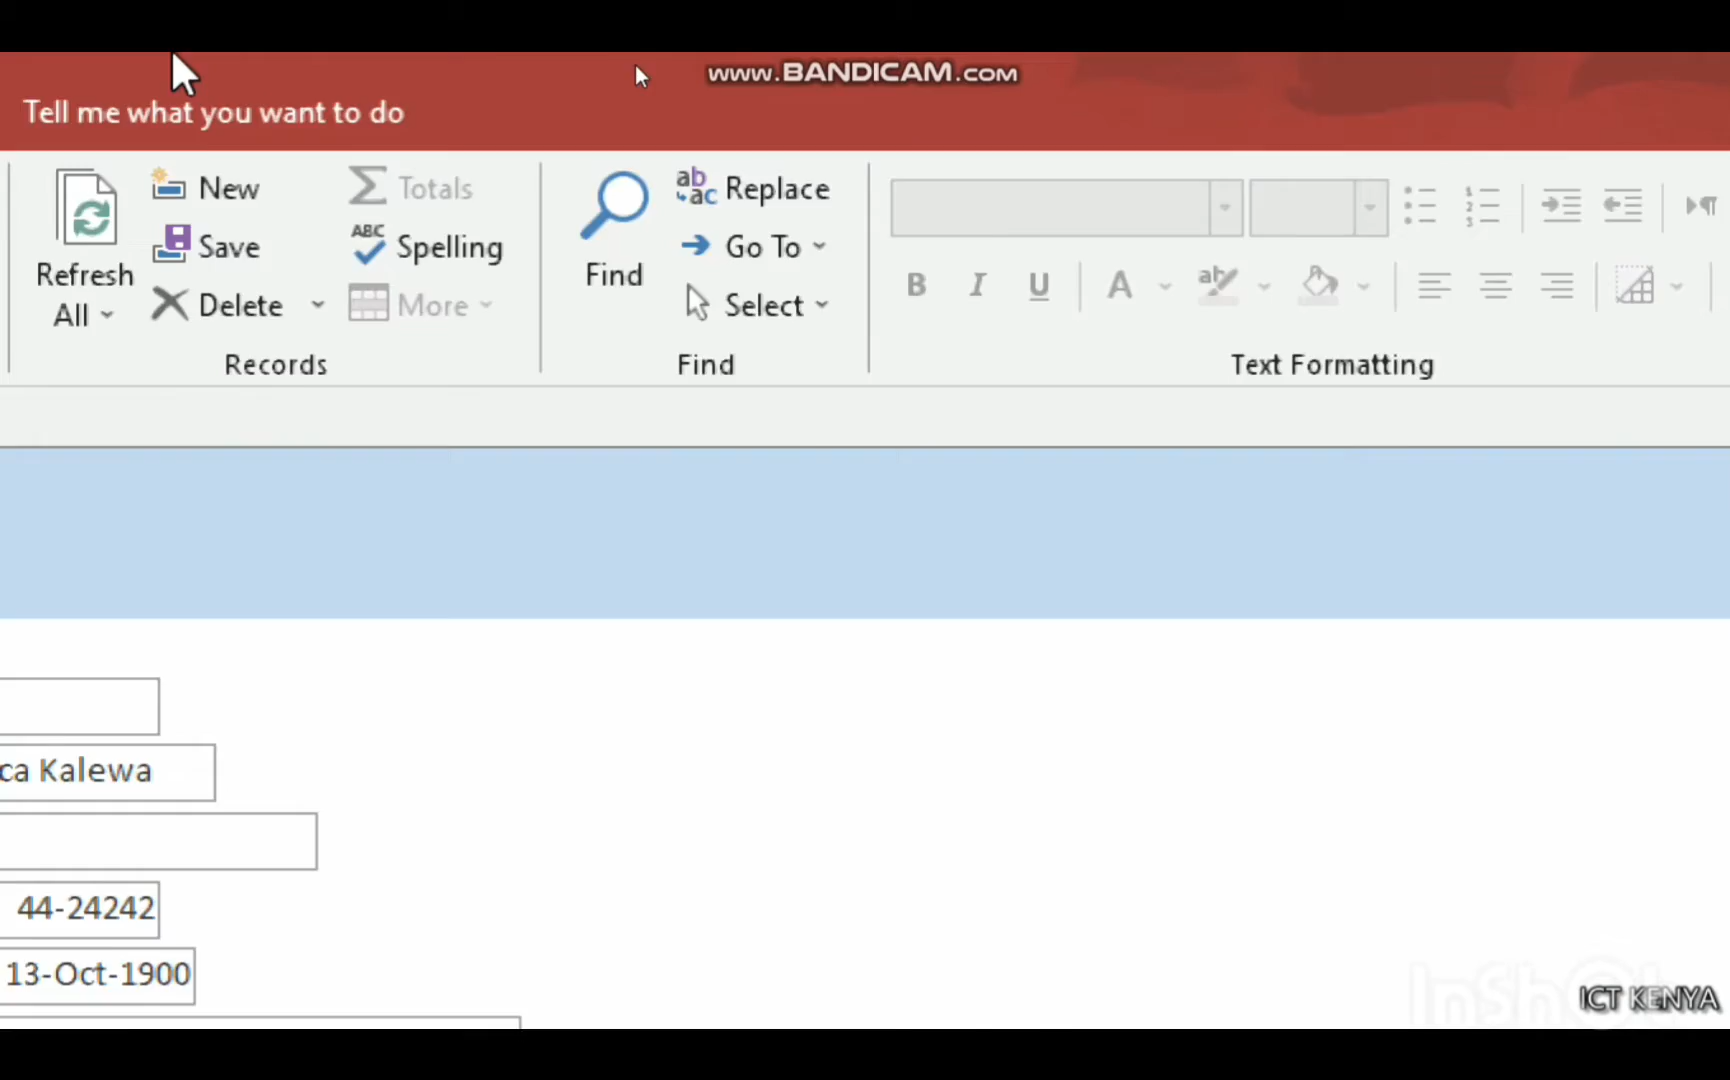 www.BANDICAM.com
Tell me what you want to do
Refresh All
New
Save
Delete
Totals
Spelling
More
Records
Find
Replace
Go To
Select
Find
B I U A
Text Formatting
ca Kalewa
44-24242
13-Oct-1900
InShOt
ICT KENYA